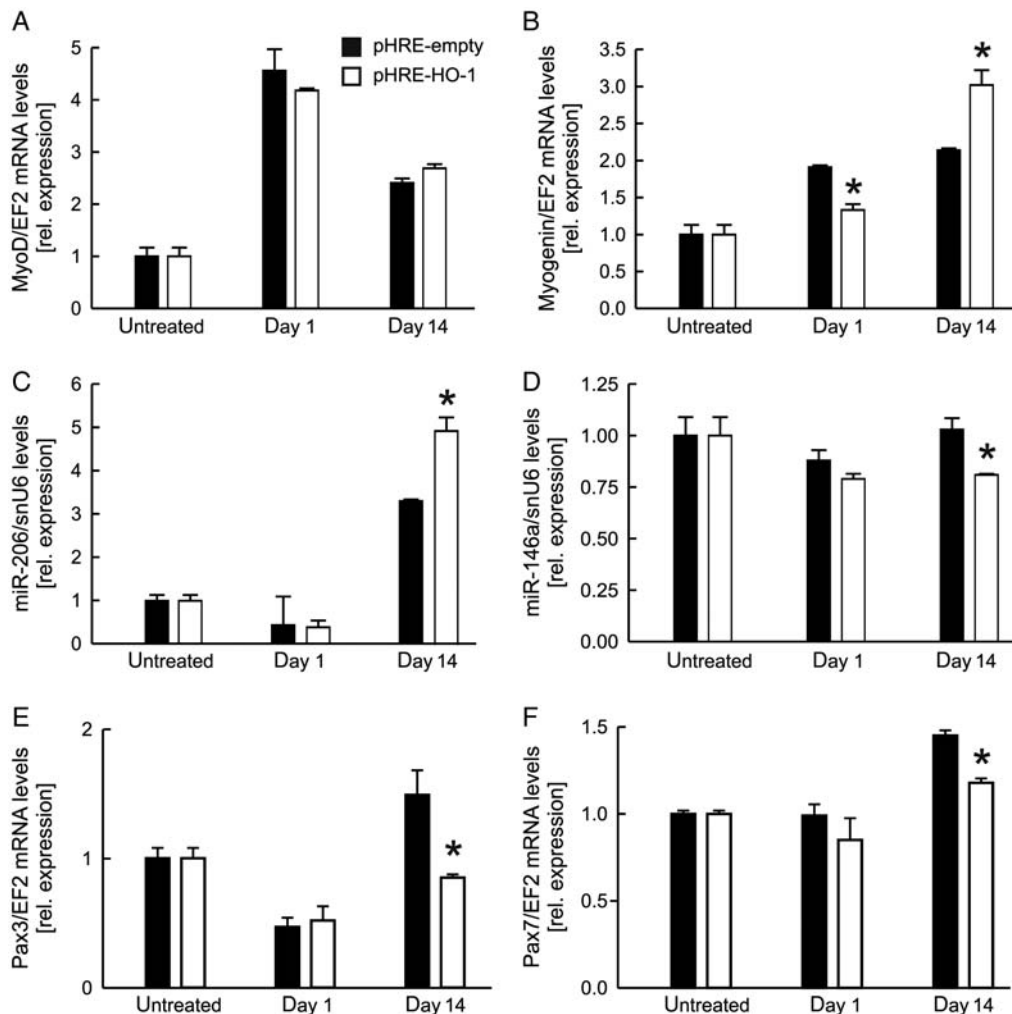 A
MyoD/EF2 mRNA levels
[rel. expression]
5
4
3
2
1
0
pHRE-empty
pHRE-HO-1
Untreated Day 1 Day 14
B
Myogenin/EF2 mRNA levels
[rel. expression]
3.5
3.0
2.5
2.0
1.5
1.0
0.5
0.0
*
*
Untreated Day 1 Day 14
C
miR-206/snU6 levels
[rel. expression]
6
5
4
3
2
1
0
*
Untreated Day 1 Day 14
D
miR-146a/snU6 levels
[rel. expression]
1.25
1.00
0.75
0.50
0.25
0.00
*
Untreated Day 1 Day 14
E
Pax3/EF2 mRNA levels
[rel. expression]
2
1
0
*
Untreated Day 1 Day 14
F
Pax7/EF2 mRNA levels
[rel. expression]
1.5
1.0
0.5
0.0
*
Untreated Day 1 Day 14